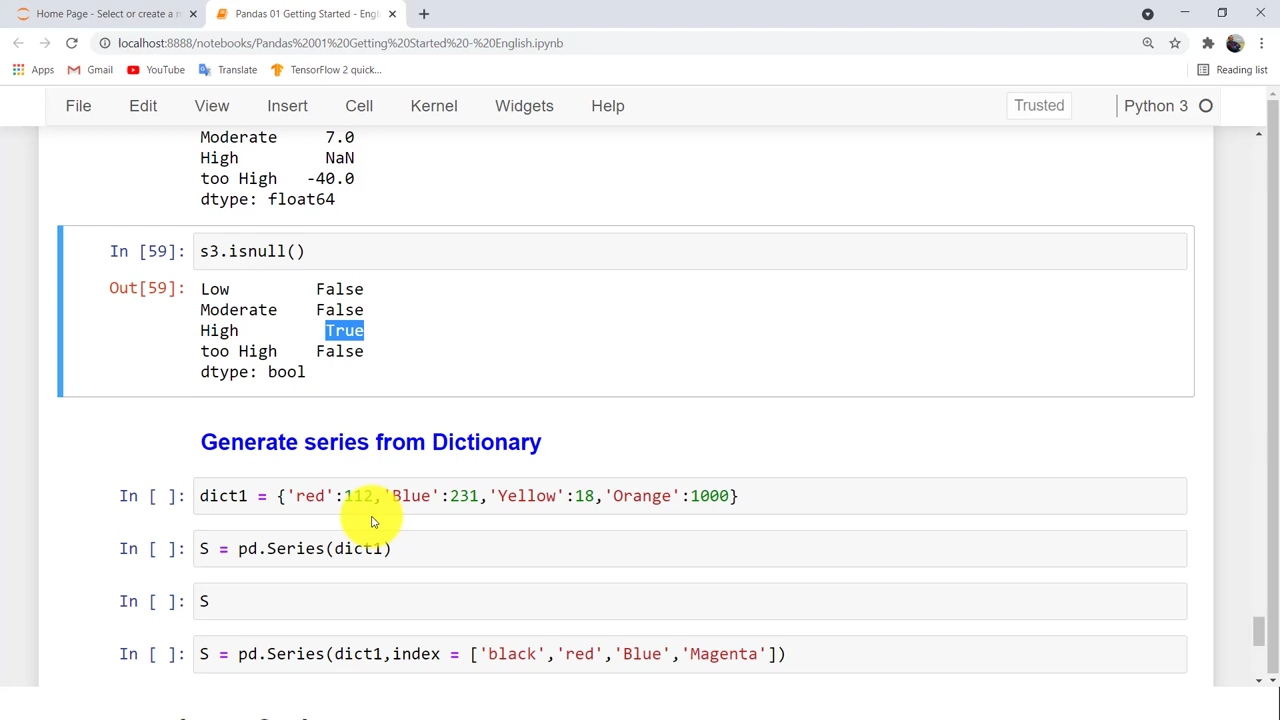 Home Page - Select or create a n
Pandas 01 Getting Started - Engl
localhost:8888/notebooks/Pandas%2001%20Getting%20Started%20-%20English.ipynb
Apps Gmail YouTube Translate TensorFlow 2 quick... Reading list
File Edit View Insert Cell Kernel Widgets Help Trusted Python 3
Moderate 7.0
High NaN
too High -40.0
dtype: float64
In [59]: s3.isnull()
Out[59]: Low False
Moderate False
High True
too High False
dtype: bool
Generate series from Dictionary
In [ ]: dict1 = {'red':112,'Blue':231,'Yellow':18,'Orange':1000}
In [ ]: S = pd.Series(dict1)
In [ ]: S
In [ ]: S = pd.Series(dict1,index = ['black','red','Blue','Magenta'])